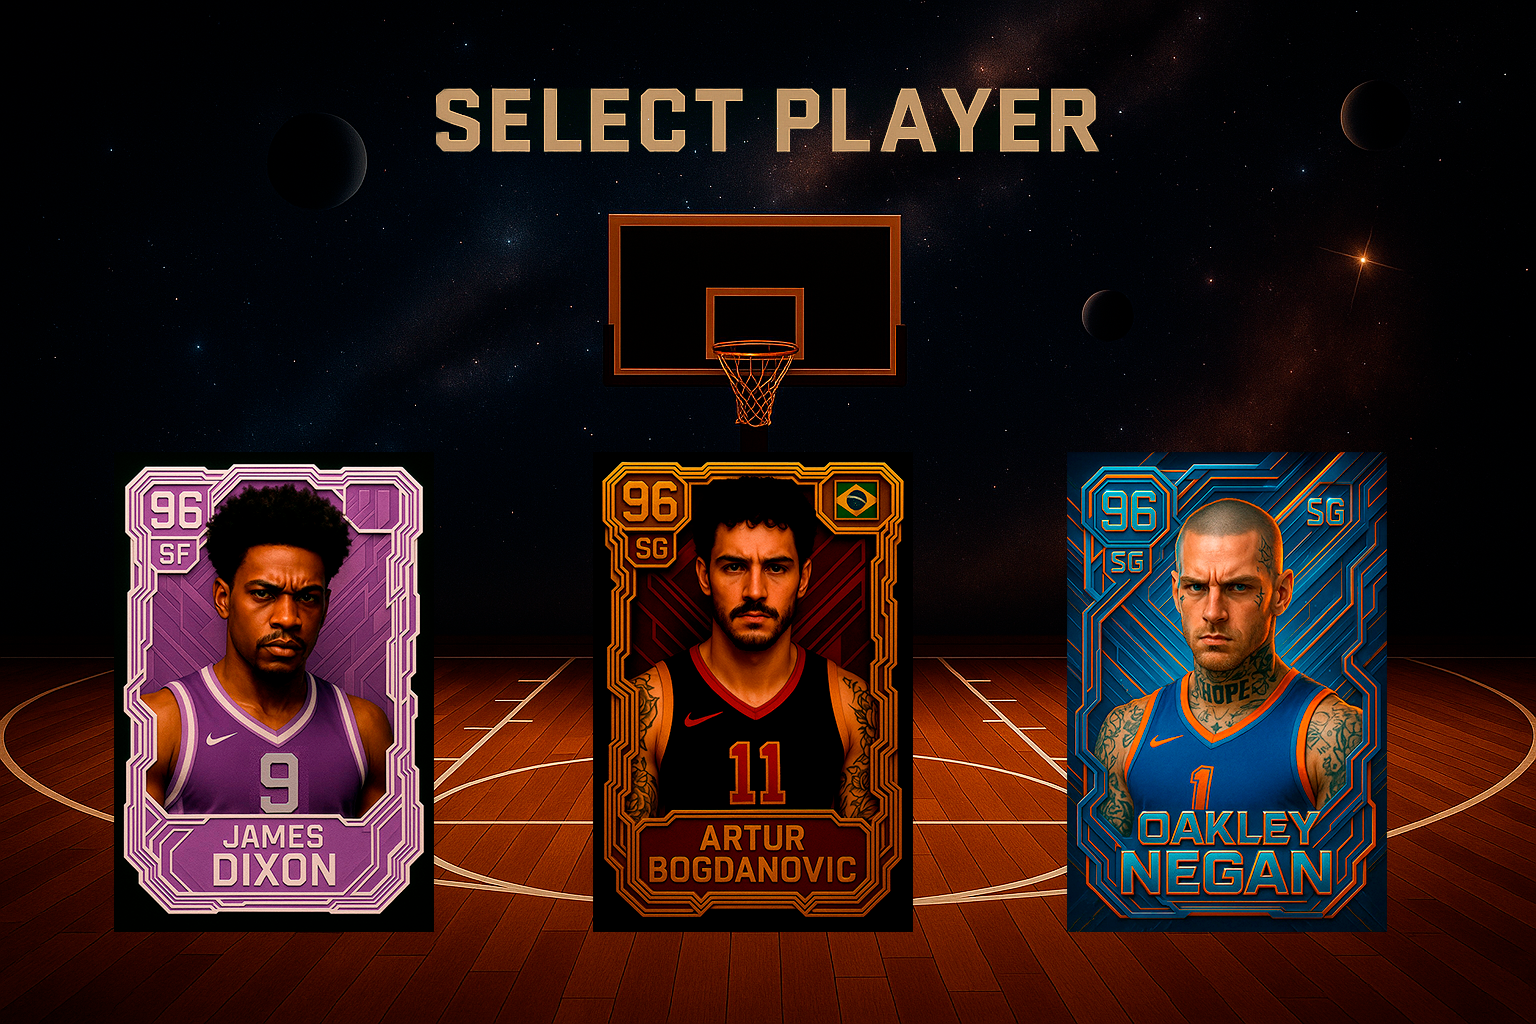 SELECT PLAYER
96
SF
9
JAMES
DIXON
96
SG
11
ARTUR
BOGDANOVIC
96
SG
SG
HOPE
1
OAKLEY
NEGAN